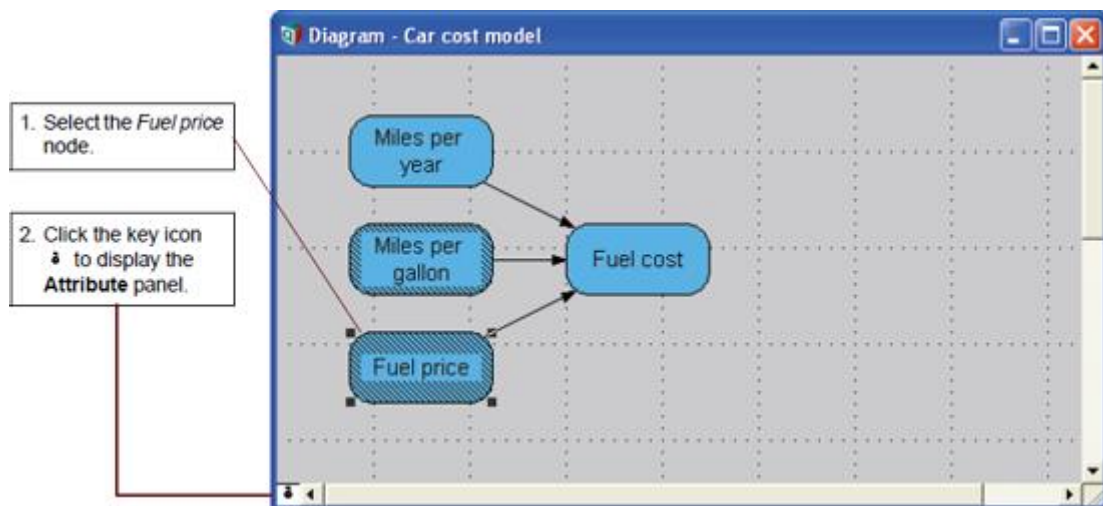 Diagram - Car cost model
1. Select the Fuel price
node.
2. Click the key icon
to display the
Attribute panel.
Miles per
year
Miles per
gallon
Fuel price
Fuel cost